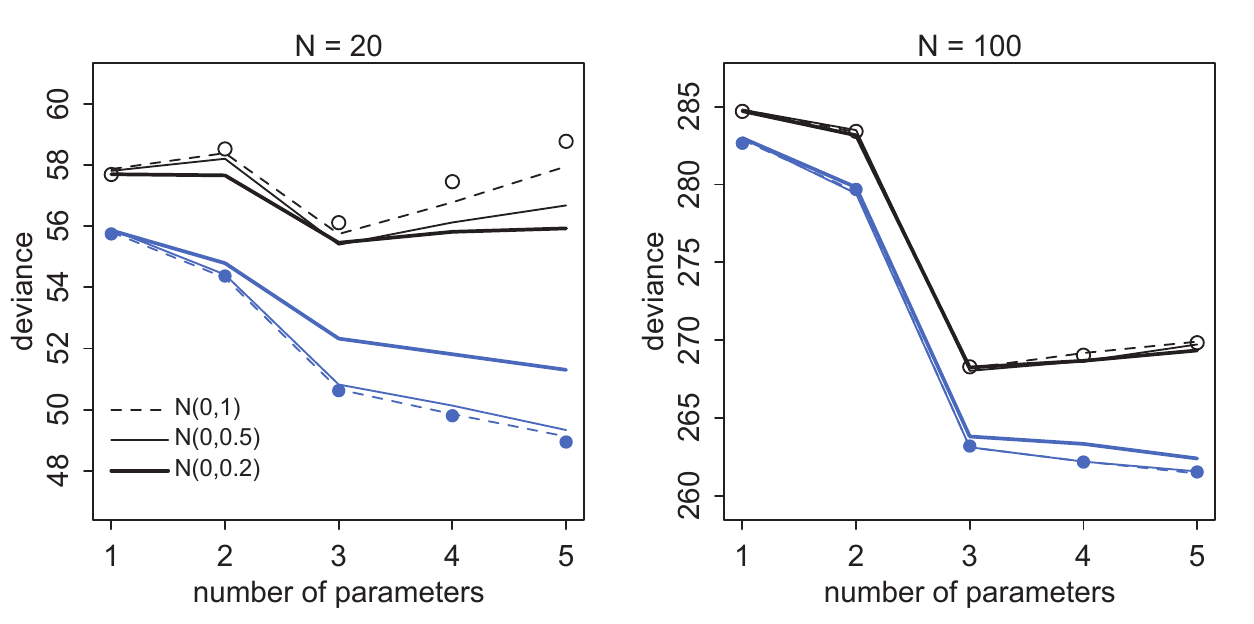 N = 20
60
58
56
54
52
50
48
deviance
N(0,1)
N(0,0.5)
N(0,0.2)
1 2 3 4 5
number of parameters
N = 100
285
280
275
270
265
260
deviance
1 2 3 4 5
number of parameters